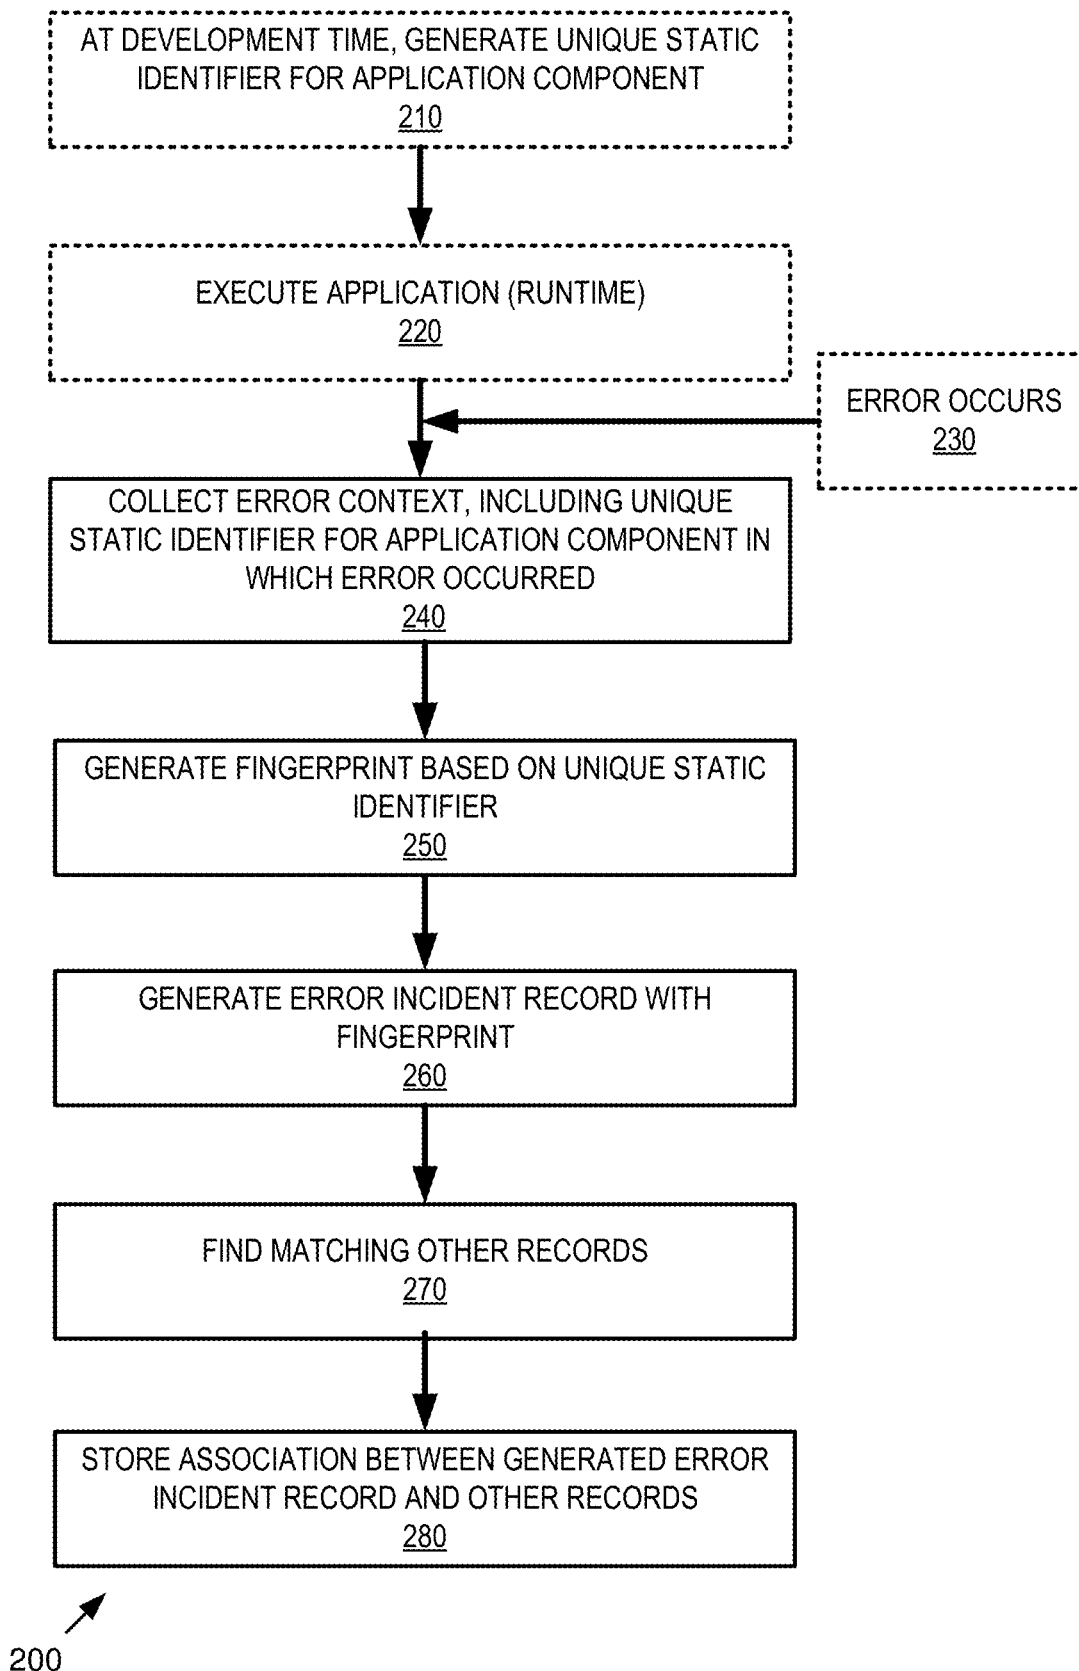 AT DEVELOPMENT TIME, GENERATE UNIQUE STATIC
IDENTIFIER FOR APPLICATION COMPONENT
210
EXECUTE APPLICATION (RUNTIME)
220
ERROR OCCURS
230
COLLECT ERROR CONTEXT, INCLUDING UNIQUE
STATIC IDENTIFIER FOR APPLICATION COMPONENT IN
WHICH ERROR OCCURRED
240
GENERATE FINGERPRINT BASED ON UNIQUE STATIC
IDENTIFIER
250
GENERATE ERROR INCIDENT RECORD WITH
FINGERPRINT
260
FIND MATCHING OTHER RECORDS
270
STORE ASSOCIATION BETWEEN GENERATED ERROR
INCIDENT RECORD AND OTHER RECORDS
280
200